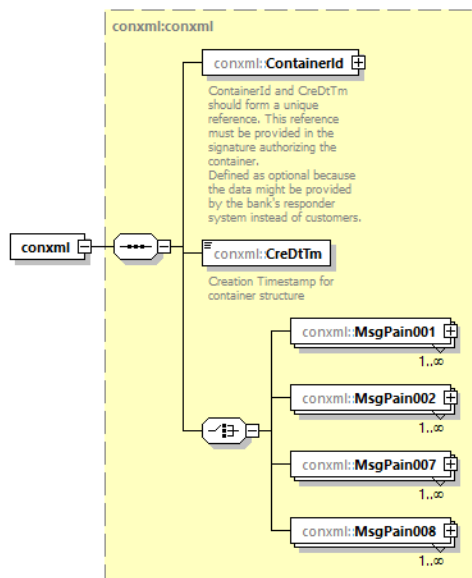 conxml:conxml
conxml::ContainerId
ContainerId and CreDtTm
should form a unique
reference. This reference
must be provided in the
signature authorizing the
container.
Defined as optional because
the data might be provided
by the bank's responder
system instead of customers.
conxml
conxml::CreDtTm
Creation Timestamp for
container structure
conxml::MsgPain001
1..∞
conxml::MsgPain002
1..∞
conxml::MsgPain007
1..∞
conxml::MsgPain008
1..∞